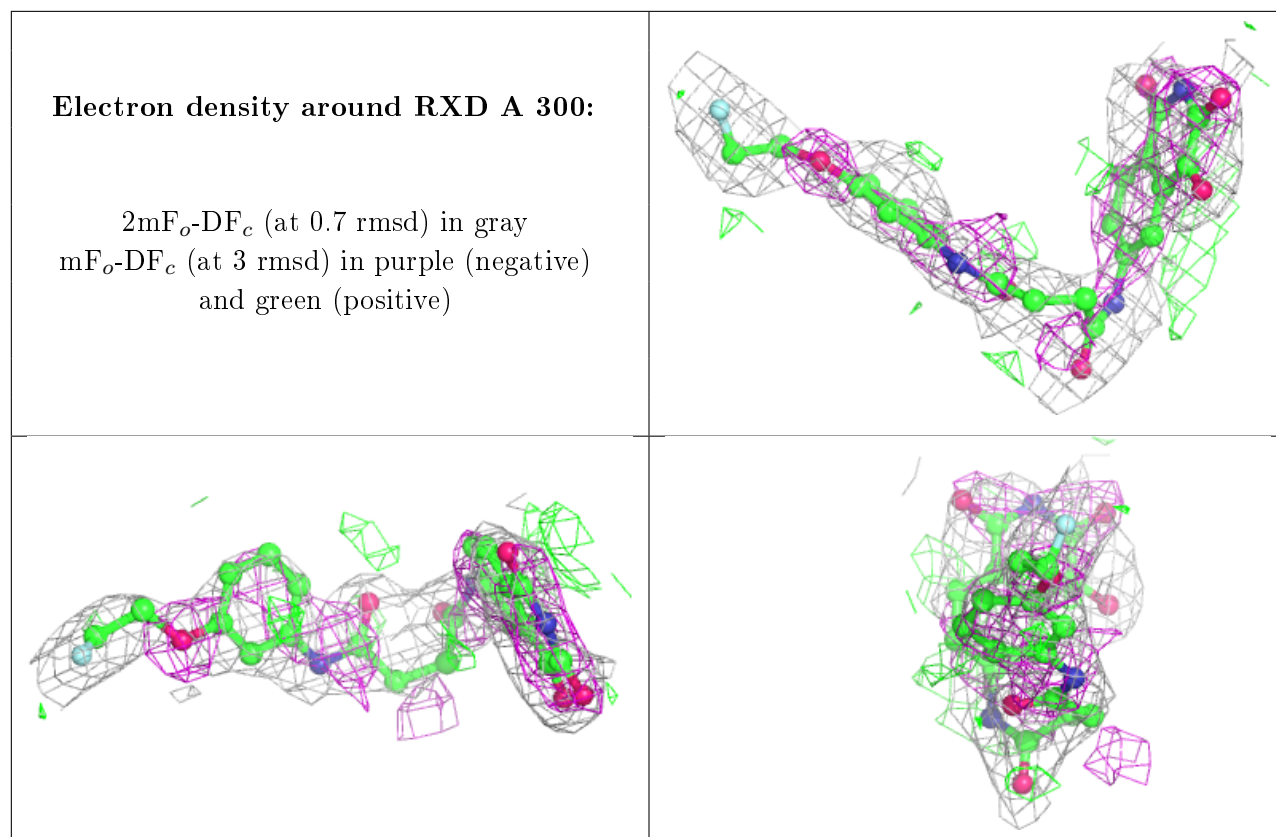 Electron density around RXD A 300:
2mFₒ-DF𝒸 (at 0.7 rmsd) in gray
mFₒ-DF𝒸 (at 3 rmsd) in purple (negative)
and green (positive)